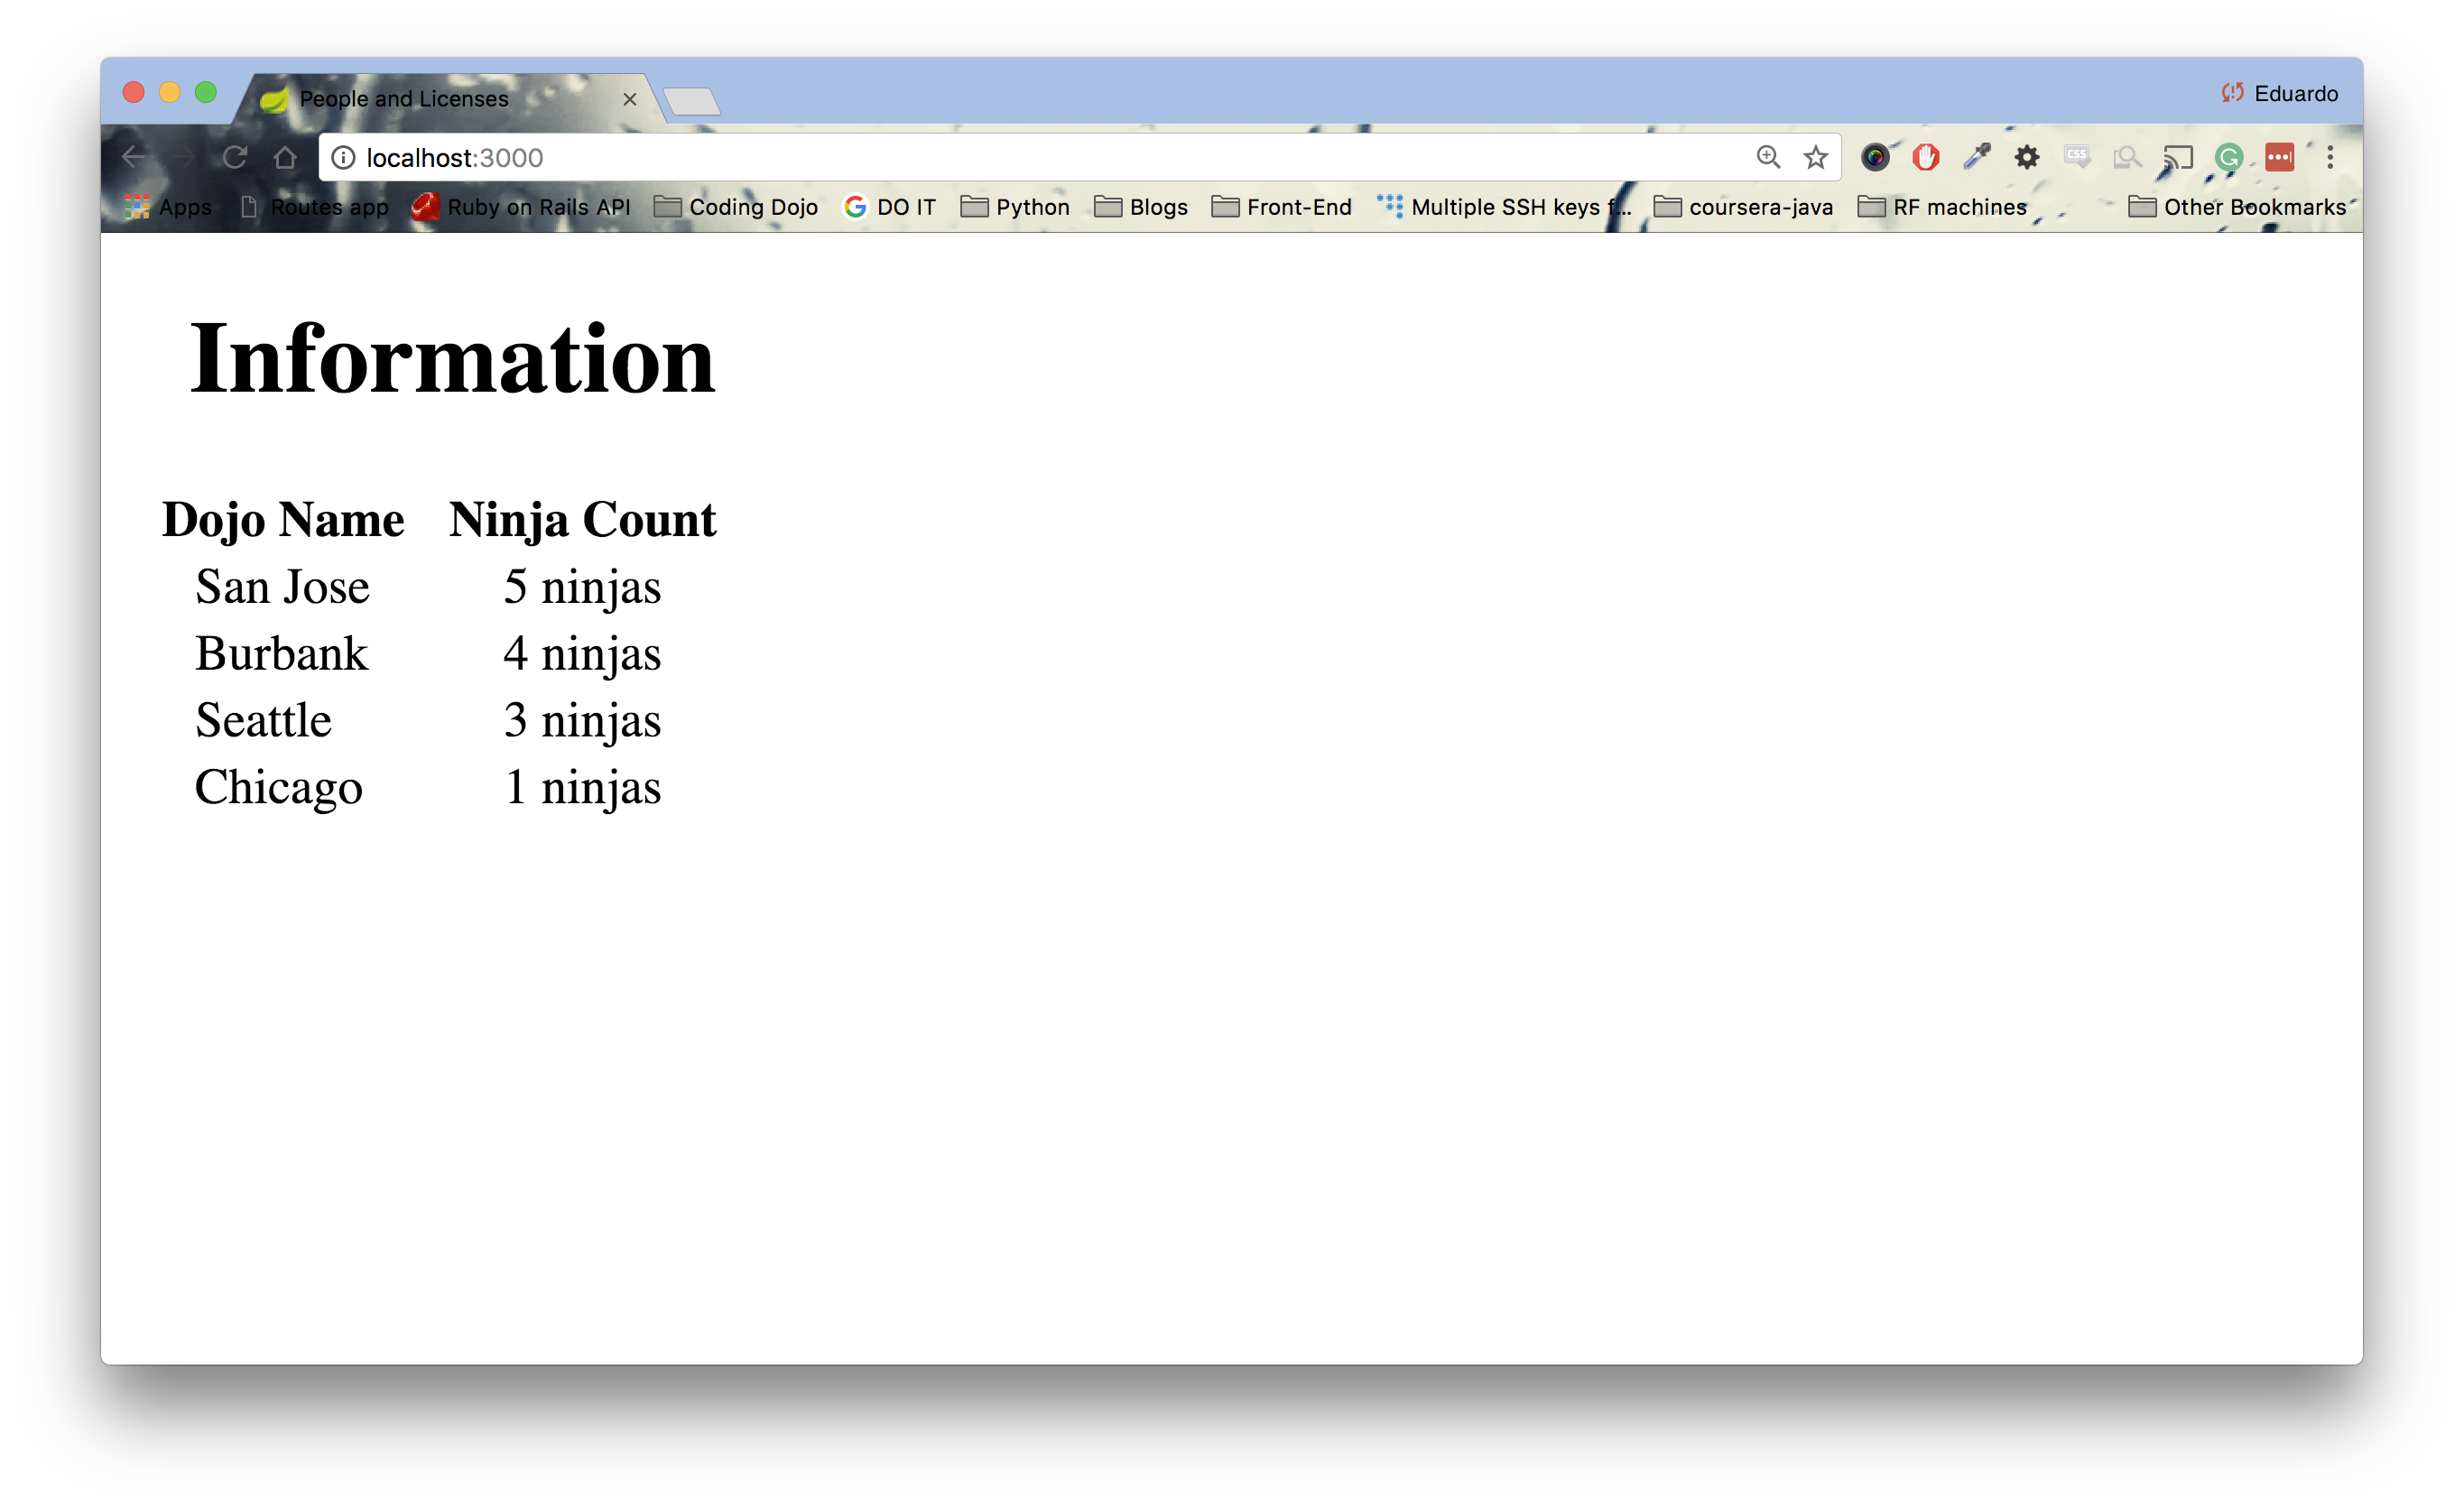 People and Licenses
Eduardo
localhost:3000
Apps Routes app Ruby on Rails API Coding Dojo DO IT Python Blogs Front-End Multiple SSH keys f... coursera-java RF machines Other Bookmarks
Information
Dojo Name Ninja Count
San Jose 5 ninjas
Burbank 4 ninjas
Seattle 3 ninjas
Chicago 1 ninjas